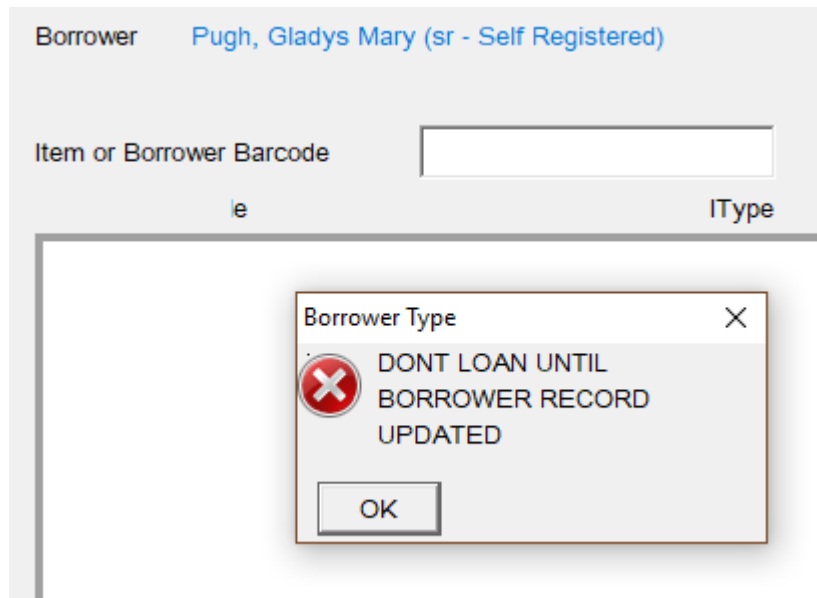 Borrower Pugh, Gladys Mary (sr - Self Registered)
Item or Borrower Barcode
e IType
Borrower Type
DONT LOAN UNTIL
BORROWER RECORD
UPDATED
OK